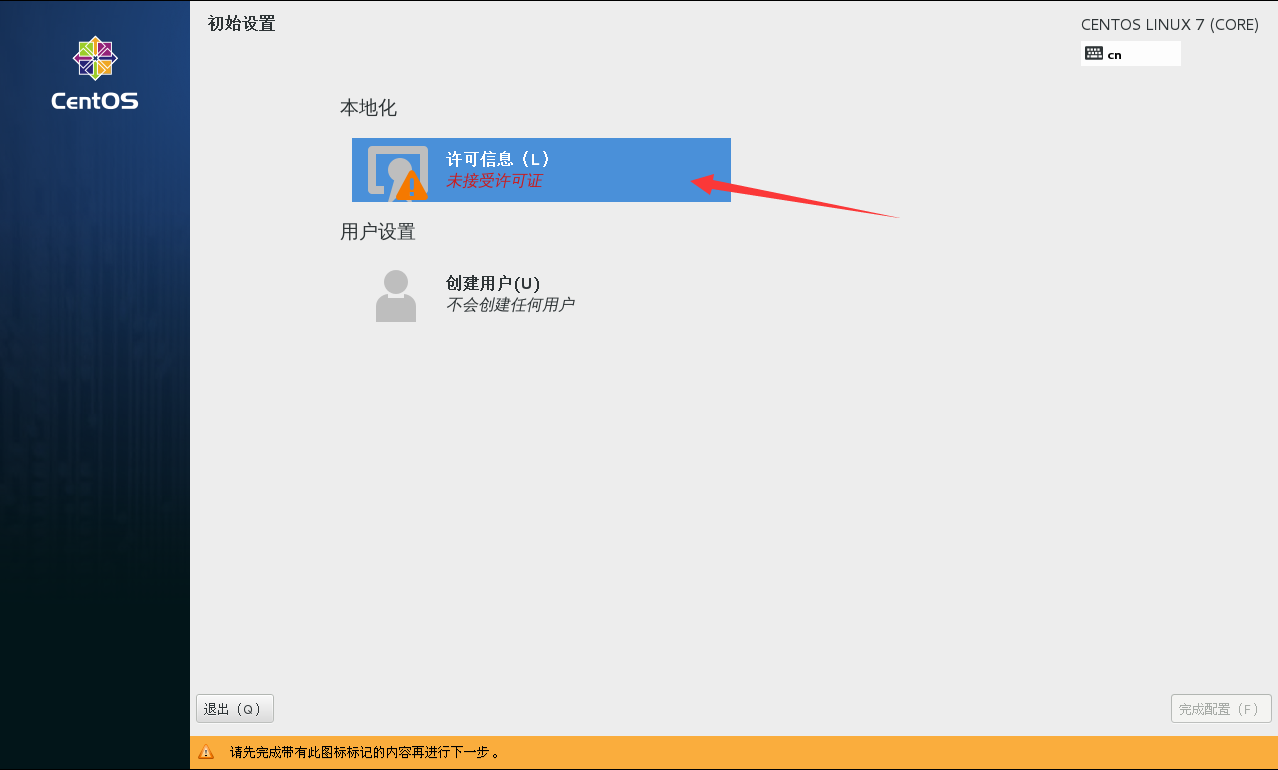 初始设置
CENTOS LINUX 7 (CORE)
cn
CentOS
本地化
许可信息（L）
未接受许可证
用户设置
创建用户(U)
不会创建任何用户
退出（Q）
完成配置（F）
请先完成带有此图标标记的内容再进行下一步。